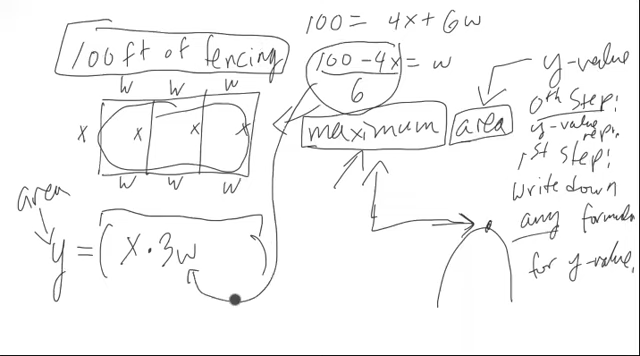 100 = 4x + 6w
100 ft of fencing
100 - 4x = w
6
y-value
w w w
x x x x
w w w
maximum area
0th Step:
y-value rep.
1st Step:
Write down
any formula
for y-value.
area
y = ( x · 3w )